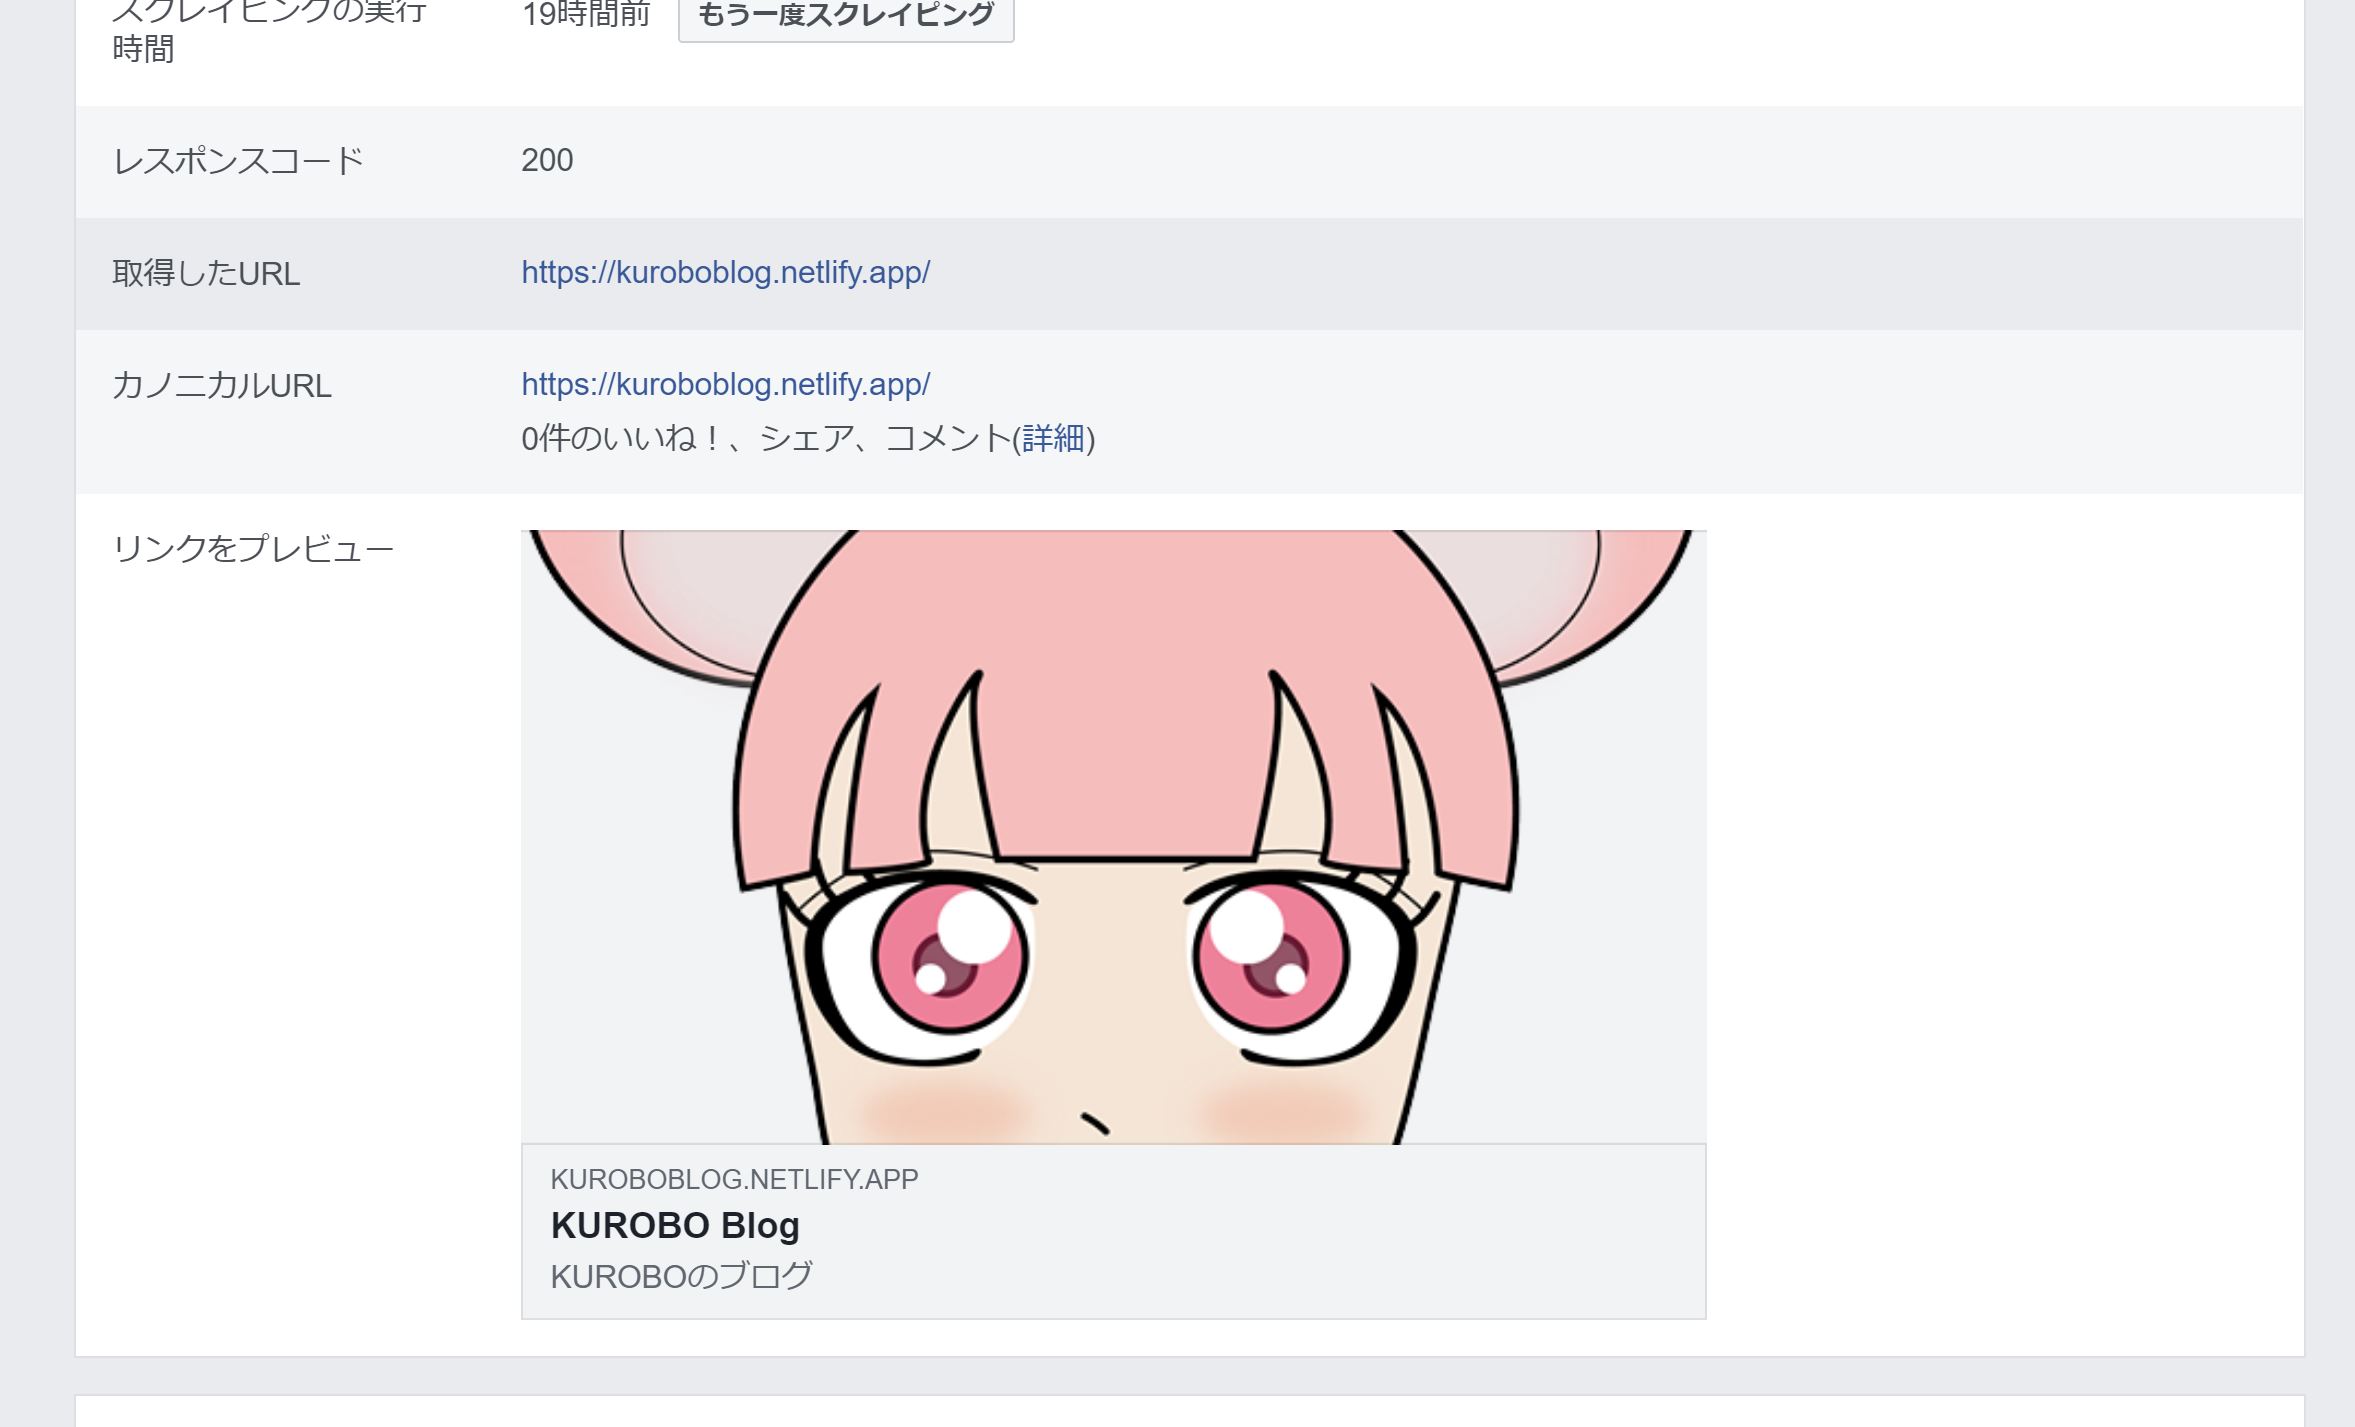 スクレイピングの実行
時間
19時間前 もう一度スクレイピング
レスポンスコード 200
取得したURL https://kuroboblog.netlify.app/
カノニカルURL https://kuroboblog.netlify.app/
0件のいいね！、シェア、コメント(詳細)
リンクをプレビュー
KUROBOBLOG.NETLIFY.APP
KUROBO Blog
KUROBOのブログ